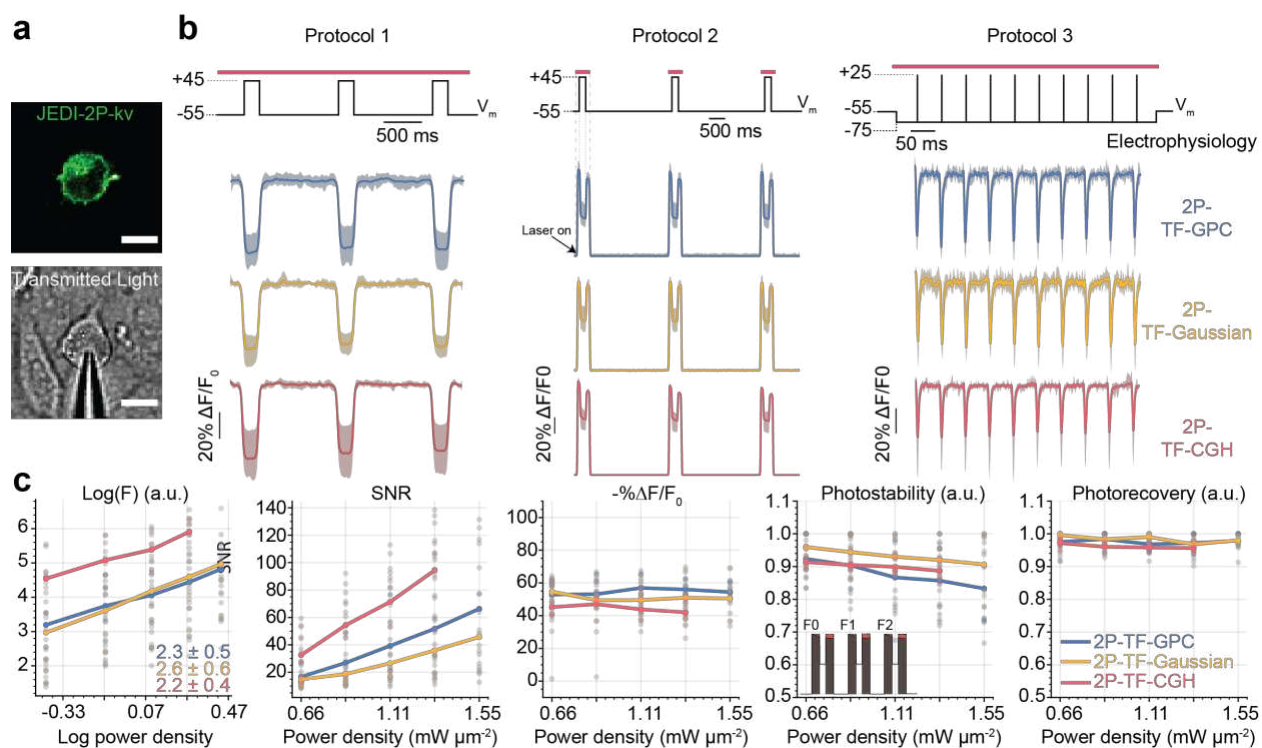 a
b
Protocol 1
Protocol 2
Protocol 3
JEDI-2P-kv
Transmitted Light
+45
-55
Vm
500 ms
+45
-55
Vm
500 ms
+25
-55
-75
Vm
50 ms
Electrophysiology
Laser on
2P-
TF-GPC
2P-
TF-Gaussian
2P-
TF-CGH
20% ΔF/F0
20% ΔF/F0
20% ΔF/F0
c
Log(F) (a.u.)
6
5
4
3
2
2.3 ± 0.5
2.6 ± 0.6
2.2 ± 0.4
-0.33
0.07
0.47
Log power density
SNR
SNR
140
120
100
80
60
40
20
0.66
1.11
1.55
Power density (mW µm-2)
-%ΔF/F0
100
80
60
40
20
0
0.66
1.11
1.55
Power density (mW µm-2)
Photostability (a.u.)
1.1
1.0
0.9
0.8
0.7
0.6
0.5
F0 F1 F2
0.66
1.11
1.55
Power density (mW µm-2)
Photorecovery (a.u.)
1.1
1.0
0.9
0.8
0.7
0.6
0.5
2P-TF-GPC
2P-TF-Gaussian
2P-TF-CGH
0.66
1.11
1.55
Power density (mW µm-2)